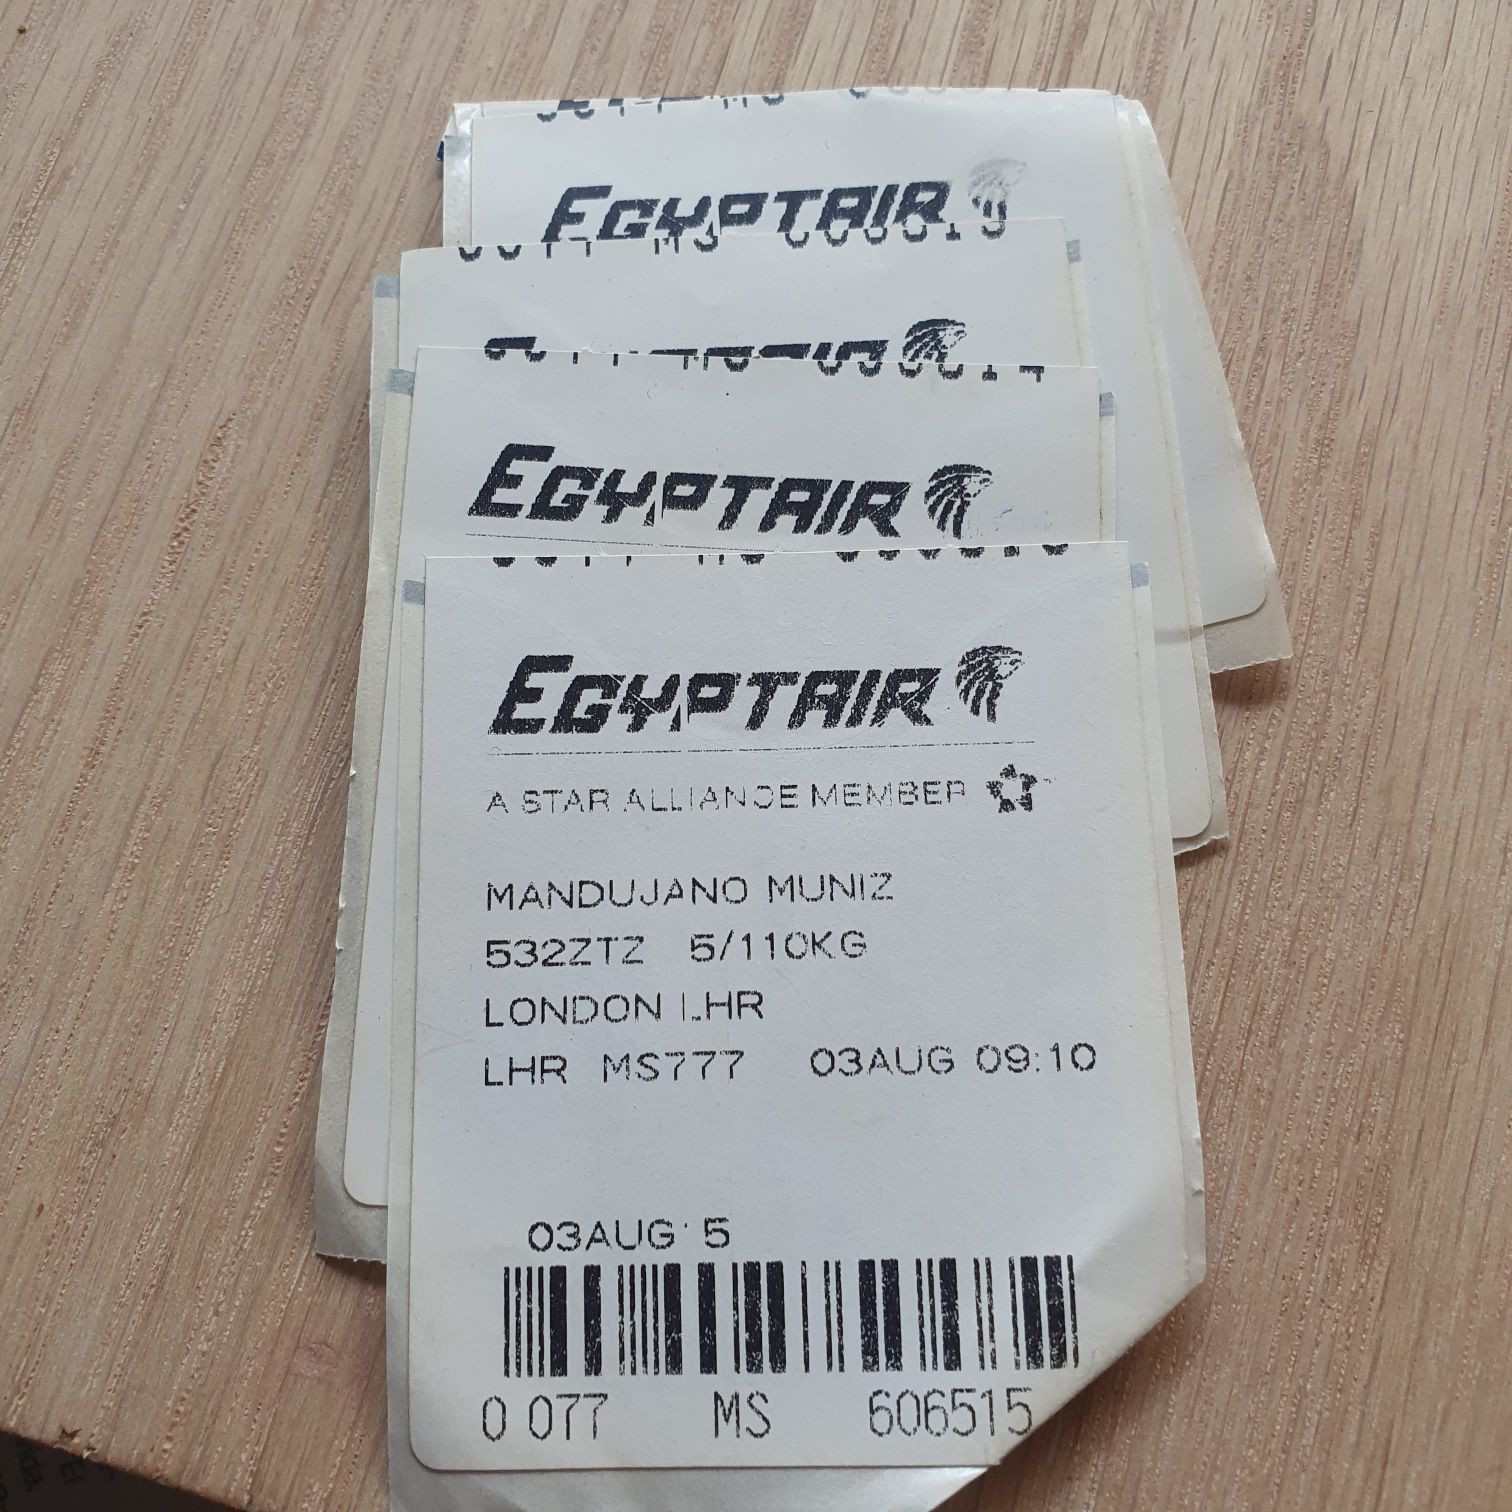 EGYPTAIR
EGYPTAIR
EGYPTAIR
A STAR ALLIANCE MEMBER
MANDUJANO MUNIZ
532ZTZ 5/110KG
LONDON LHR
LHR MS777 03AUG 09:10
03AUG 5
0 077 MS 606515